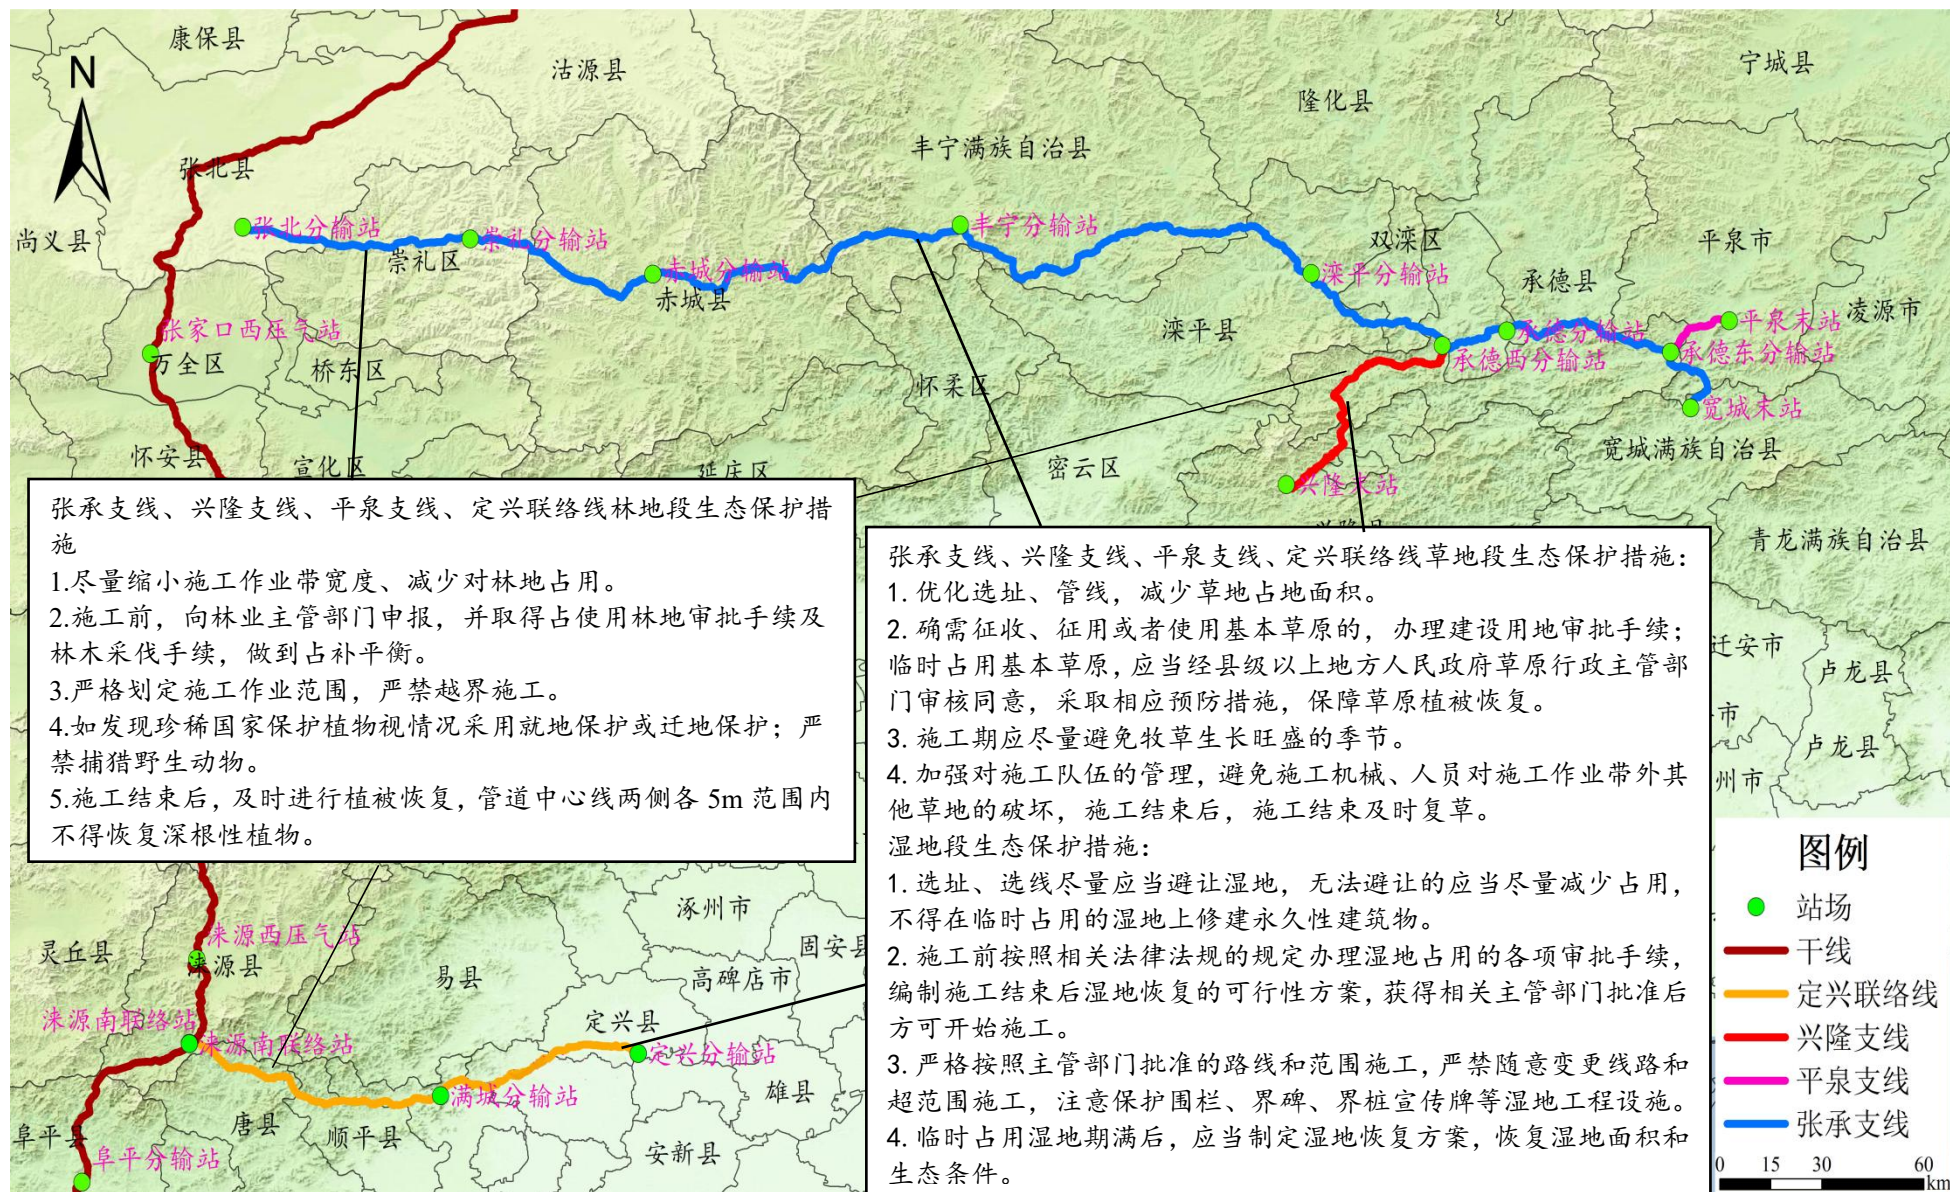 康保县
沽源县
宁城县
N
隆化县
丰宁满族自治县
张北县
张北分输站
崇礼分输站
丰宁分输站
尚义县
双滦区
平泉市
崇礼区
赤城分输站
赤城县
滦平分输站
承德县
张家口西压气站
滦平县
承德分输站
平泉末站
凌源市
万全区
桥东区
承德西分输站
承德东分输站
怀柔区
宽城末站
怀安县
宣化区
延庆区
密云区
宽城满族自治县
兴隆末站
兴隆县
青龙满族自治县
张承支线、兴隆支线、平泉支线、定兴联络线林地段生态保护措
施
1.尽量缩小施工作业带宽度、减少对林地占用。
2.施工前，向林业主管部门申报，并取得占使用林地审批手续及
林木采伐手续，做到占补平衡。
3.严格划定施工作业范围，严禁越界施工。
4.如发现珍稀国家保护植物视情况采用就地保护或迁地保护；严
禁捕猎野生动物。
5.施工结束后，及时进行植被恢复，管道中心线两侧各 5m 范围内
不得恢复深根性植物。
张承支线、兴隆支线、平泉支线、定兴联络线草地段生态保护措施：
1. 优化选址、管线，减少草地占地面积。
2. 确需征收、征用或者使用基本草原的，办理建设用地审批手续；
临时占用基本草原，应当经县级以上地方人民政府草原行政主管部
门审核同意，采取相应预防措施，保障草原植被恢复。
3. 施工期应尽量避免牧草生长旺盛的季节。
4. 加强对施工队伍的管理，避免施工机械、人员对施工作业带外其
他草地的破坏，施工结束后，施工结束及时复草。
湿地段生态保护措施：
1. 选址、选线尽量应当避让湿地，无法避让的应当尽量减少占用，
不得在临时占用的湿地上修建永久性建筑物。
2. 施工前按照相关法律法规的规定办理湿地占用的各项审批手续，
编制施工结束后湿地恢复的可行性方案，获得相关主管部门批准后
方可开始施工。
3. 严格按照主管部门批准的路线和范围施工，严禁随意变更线路和
超范围施工，注意保护围栏、界碑、界桩宣传牌等湿地工程设施。
4. 临时占用湿地期满后，应当制定湿地恢复方案，恢复湿地面积和
生态条件。
迁安市
卢龙县
市
卢龙县
州市
涿州市
灵丘县
涞源西压气站
涞源县
易县
固安县
高碑店市
涞源南联络站
涞源南联络站
定兴县
定兴分输站
满城分输站
雄县
阜平县
唐县
顺平县
阜平分输站
安新县
图例
站场
干线
定兴联络线
兴隆支线
平泉支线
张承支线
0 15 30 60
km